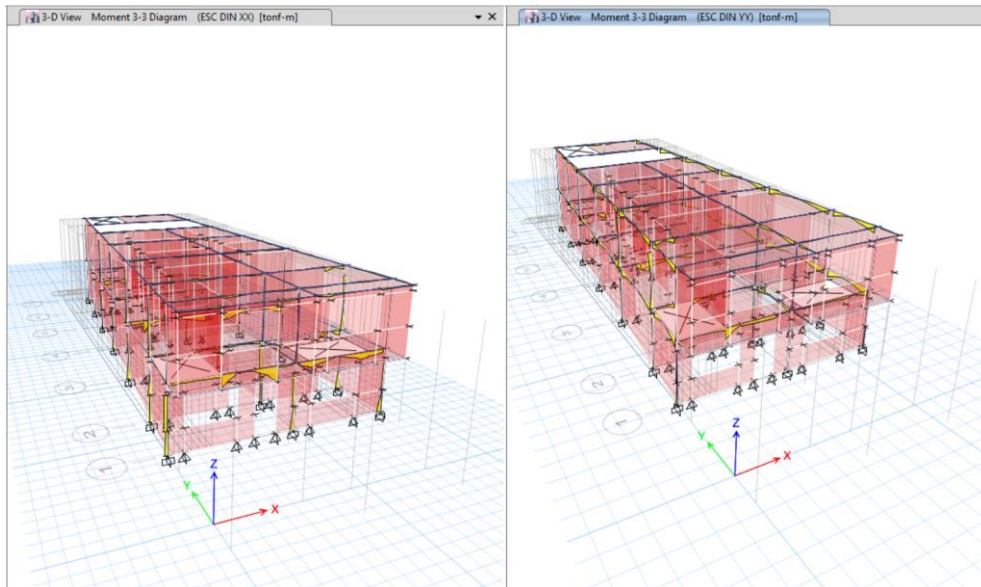 3-D View Moment 3-3 Diagram (ESC DIN XX) [tonf-m]
3-D View Moment 3-3 Diagram (ESC DIN YY) [tonf-m]
3
2
1
Z
Y
X
3
2
1
Z
Y
X